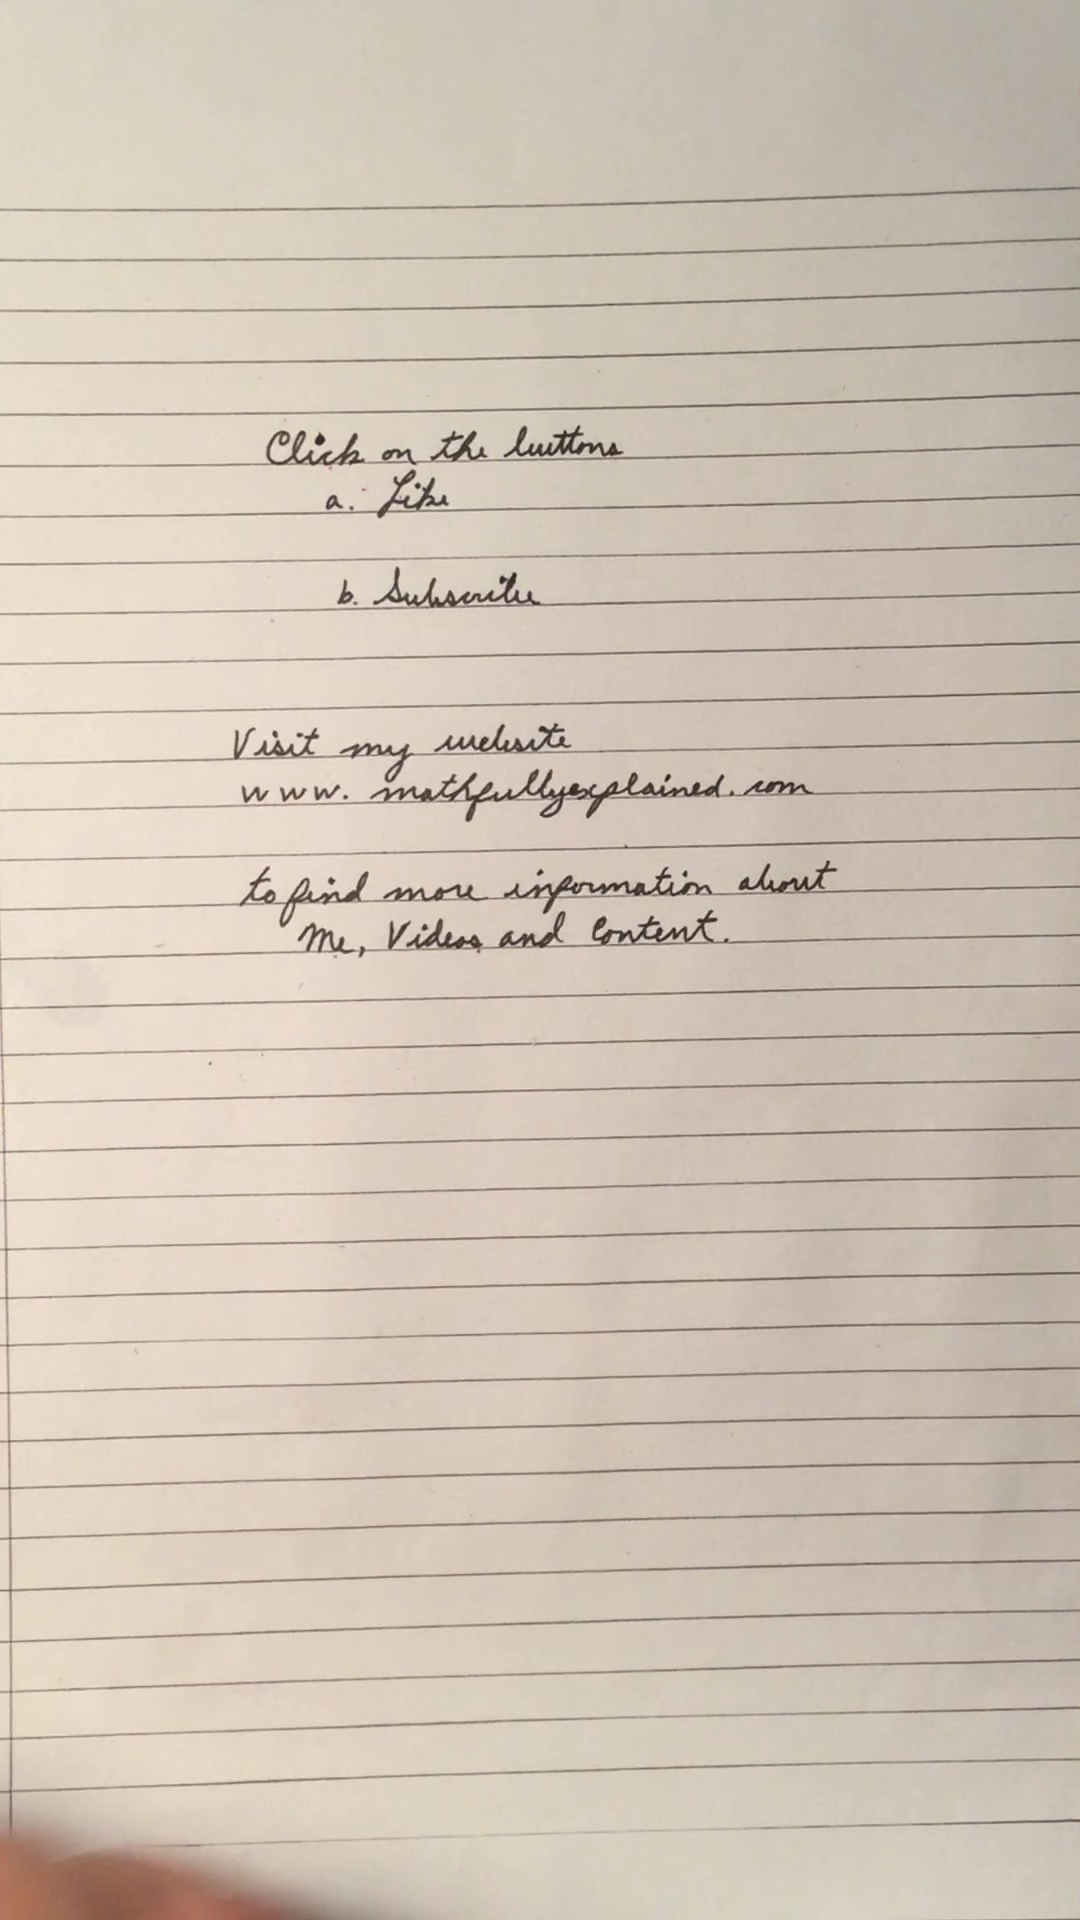 Click on the buttons
a. Like
b. Subscribe
Visit my website
www. mathfullyexplained.com
to find more information about
Me, Videos and Content.